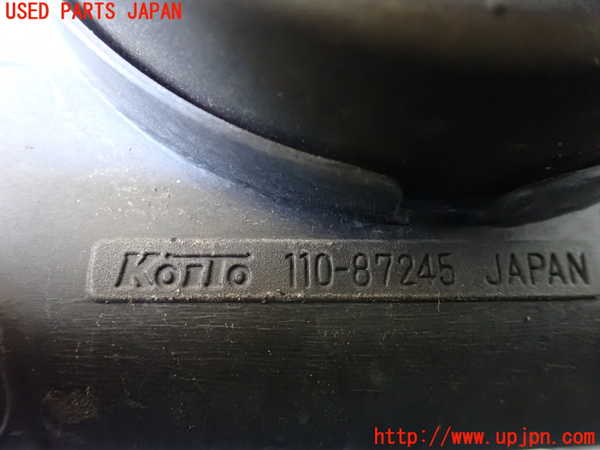 USED PARTS JAPAN
KOITO 110-87245 JAPAN
http://www.upjpn.com/